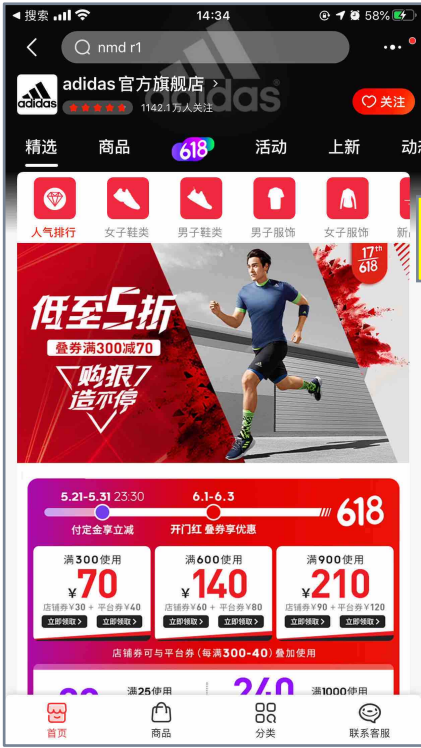 搜索
14:34
58%
nmd r1
adidas
adidas官方旗舰店 >
1142.1万人关注
关注
精选 商品 618 活动 上新 动
人气排行 女子鞋类 男子鞋类 男子服饰 女子服饰 新
17th
618
低至5折
叠券满300减70
购狠
造不停
5.21-5.31 23:30
6.1-6.3
618
付定金享立减
开门红 叠券享优惠
满300使用 满600使用 满900使用
¥70 ¥140 ¥210
店铺券¥30 + 平台券¥40 店铺券¥60 + 平台券¥80 店铺券¥90 + 平台券¥120
立即领取> 立即领取> 立即领取> 立即领取> 立即领取> 立即领取>
店铺券可与平台券(每满300-40)叠加使用
满25使用 240 满1000使用
首页 商品 分类 联系客服